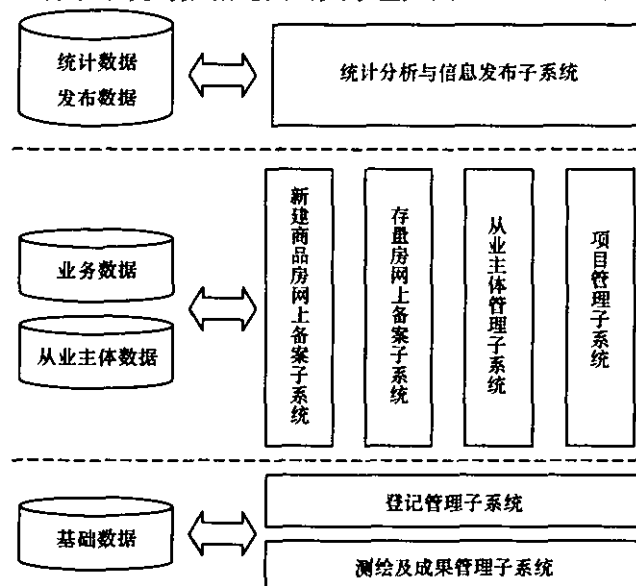 统计数据
发布数据
统计分析与信息发布子系统
业务数据
从业主体数据
新建商品房网上备案子系统
存量房网上备案子系统
从业主体管理子系统
项目管理子系统
基础数据
登记管理子系统
测绘及成果管理子系统